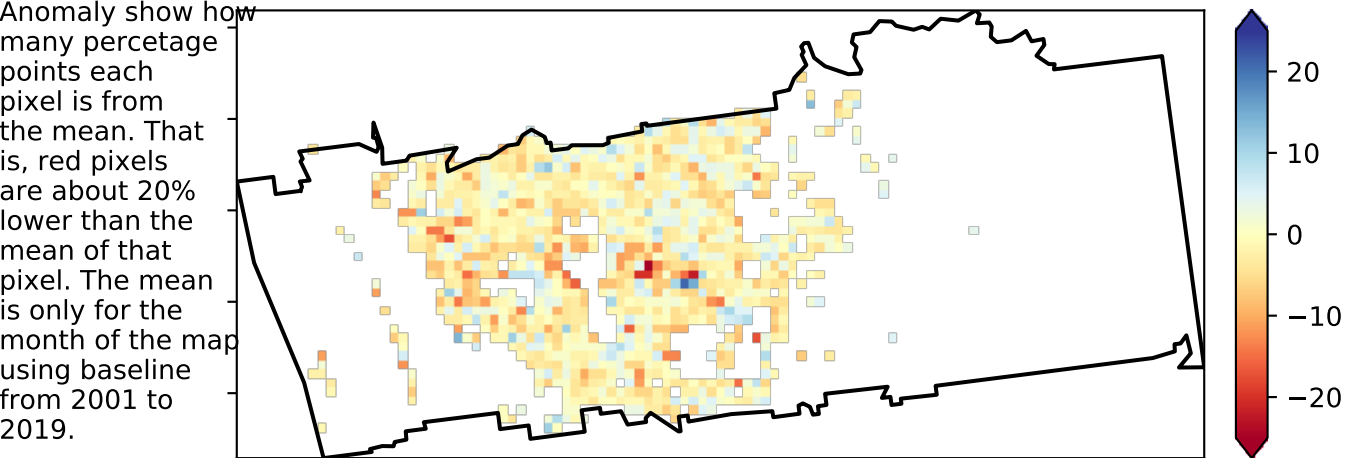 Anomaly show how
many percetage
points each
pixel is from
the mean. That
is, red pixels
are about 20%
lower than the
mean of that
pixel. The mean
is only for the
month of the map
using baseline
from 2001 to
2019.
20
10
0
−10
−20